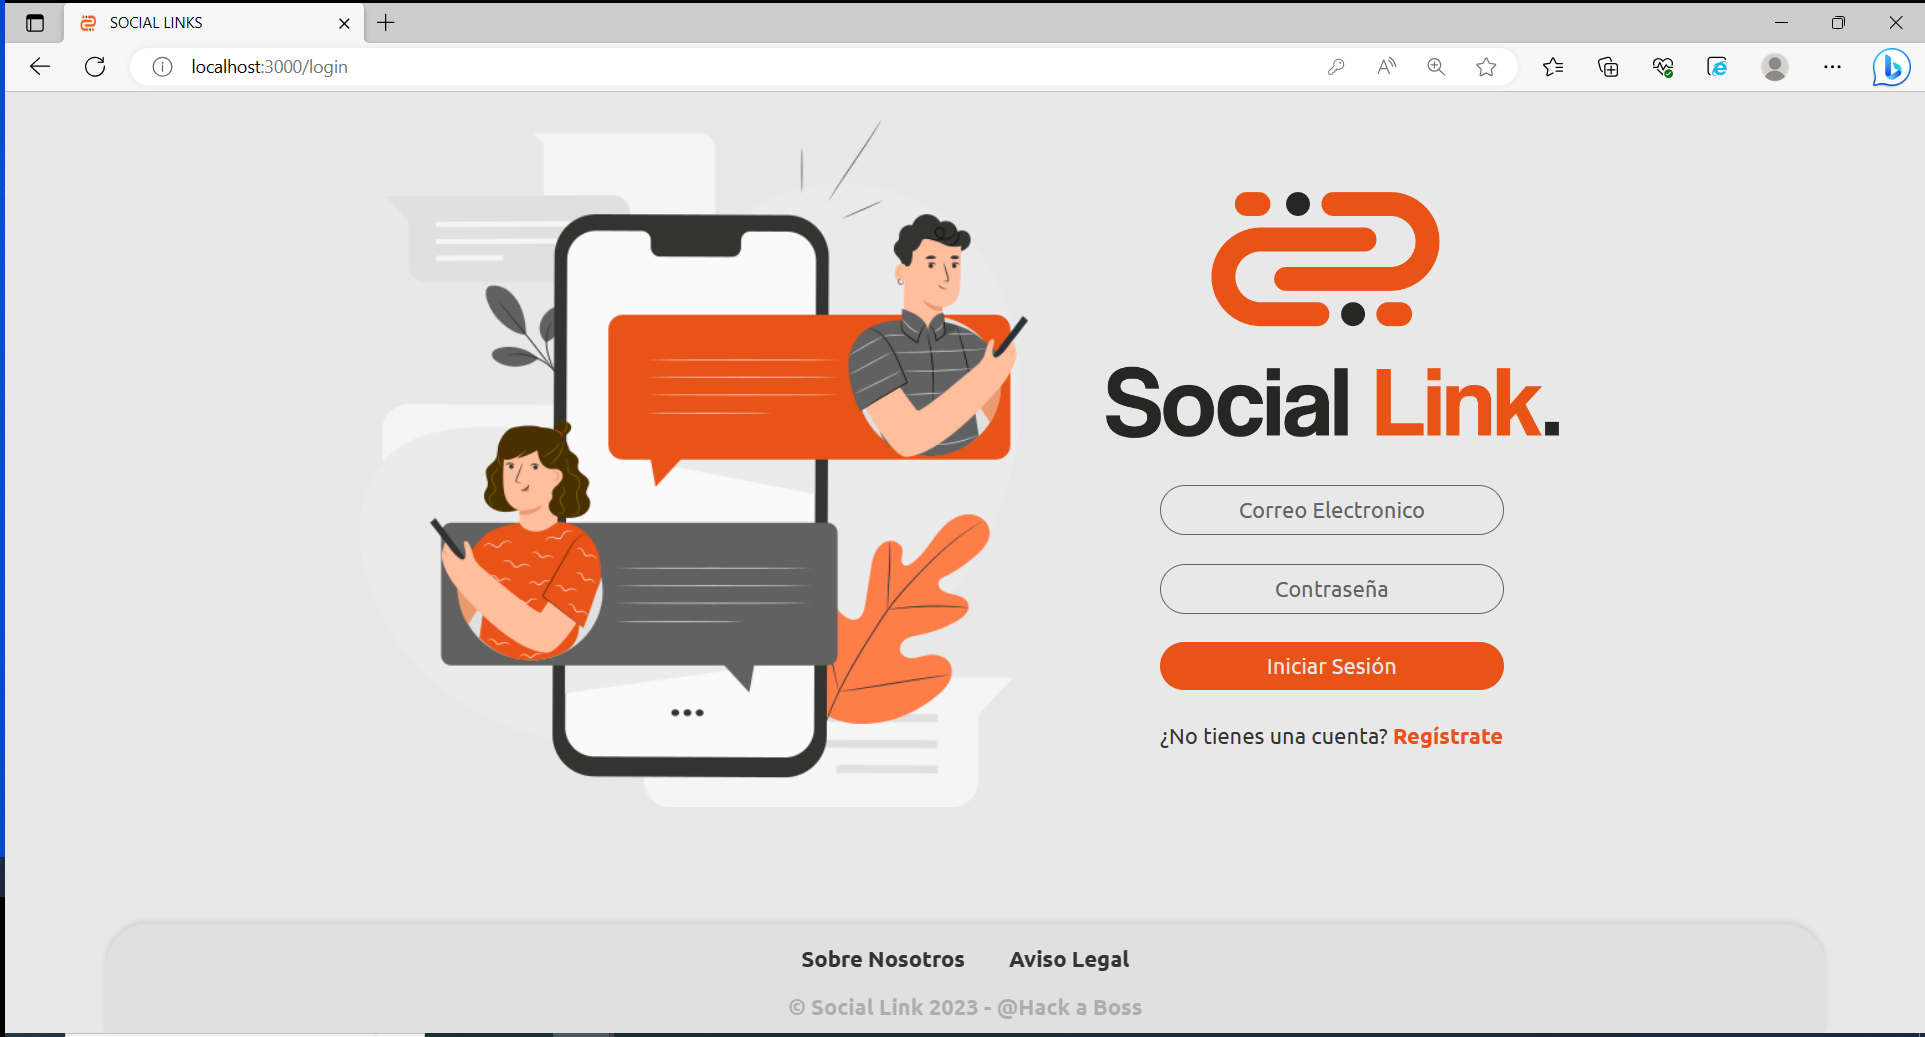 SOCIAL LINKS
localhost:3000/login
Social Link.
Correo Electronico
Contraseña
Iniciar Sesión
¿No tienes una cuenta? Regístrate
Sobre Nosotros Aviso Legal
© Social Link 2023 - @Hack a Boss